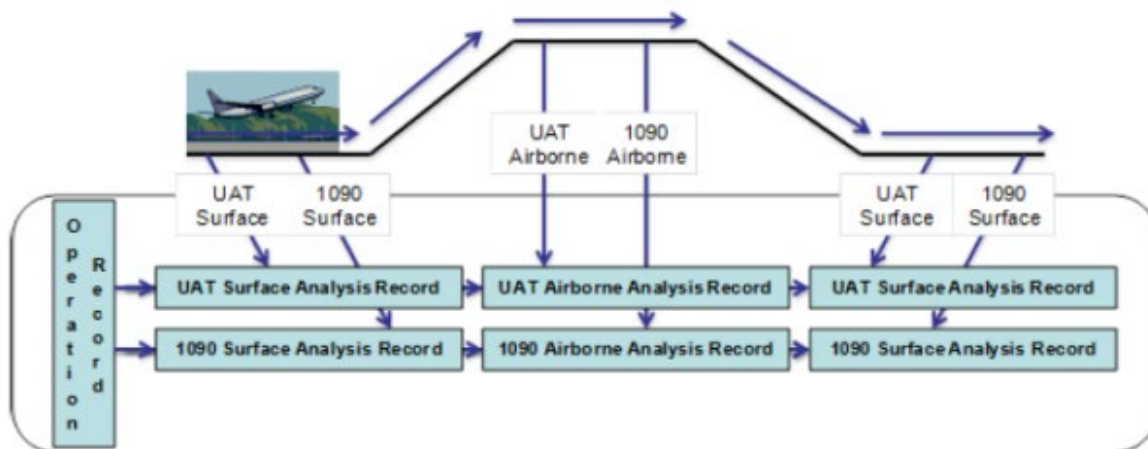 UAT
Airborne
1090
Airborne
UAT
Surface
1090
Surface
UAT
Surface
1090
Surface
Operation
Record
UAT Surface Analysis Record
UAT Airborne Analysis Record
UAT Surface Analysis Record
1090 Surface Analysis Record
1090 Airborne Analysis Record
1090 Surface Analysis Record